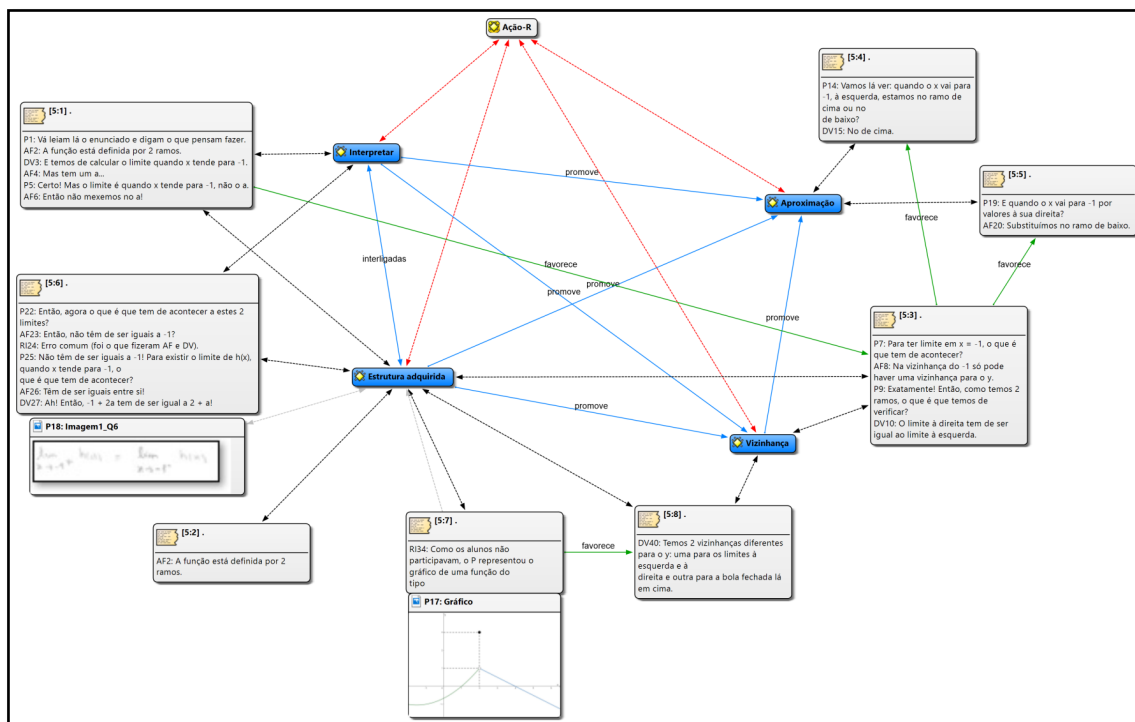 Ação-R
[5:4] .
P14: Vamos lá ver: quando o x vai para
-1, à esquerda, estamos no ramo de
cima ou no
de baixo?
DV15: No de cima.
[5:1] .
P1: Vá leiam lá o enunciado e digam o que pensam fazer.
AF2: A função está definida por 2 ramos.
DV3: E temos de calcular o limite quando x tende para -1.
AF4: Mas tem um a...
P5: Certo! Mas o limite é quando x tende para -1, não o a.
AF6: Então não mexemos no a!
Interpretar
promove
Aproximação
[5:5] .
P19: E quando o x vai para -1 por
valores à sua direita?
AF20: Substituímos no ramo de baixo.
favorece
favorece
interligadas
favorece
promove
promove
promove
[5:6] .
P22: Então, agora o que é que tem de acontecer a estes 2
limites?
AF23: Então, não têm de ser iguais a -1?
RI24: Erro comum (foi o que fizeram AF e DV).
P25: Não têm de ser iguais a -1! Para existir o limite de h(x),
quando x tende para -1, o
que é que tem de acontecer?
AF26: Têm de ser iguais entre si!
DV27: Ah! Então, -1 + 2a tem de ser igual a 2 + a!
[5:3] .
P7: Para ter limite em x = -1, o que é
que tem de acontecer?
AF8: Na vizinhança do -1 só pode
haver uma vizinhança para o y.
P9: Exatamente! Então, como temos 2
ramos, o que é que temos de
verificar?
DV10: O limite à direita tem de ser
igual ao limite à esquerda.
Estrutura adquirida
promove
Vizinhança
P18: Imagem1_Q6
lim h(x) = lim h(x)
[5:2] .
AF2: A função está definida por 2
ramos.
[5:7] .
RI34: Como os alunos não
participavam, o P representou o
gráfico de uma função do
tipo
favorece
[5:8] .
DV40: Temos 2 vizinhanças diferentes
para o y: uma para os limites à
esquerda e à
direita e outra para a bola fechada lá
em cima.
P17: Gráfico